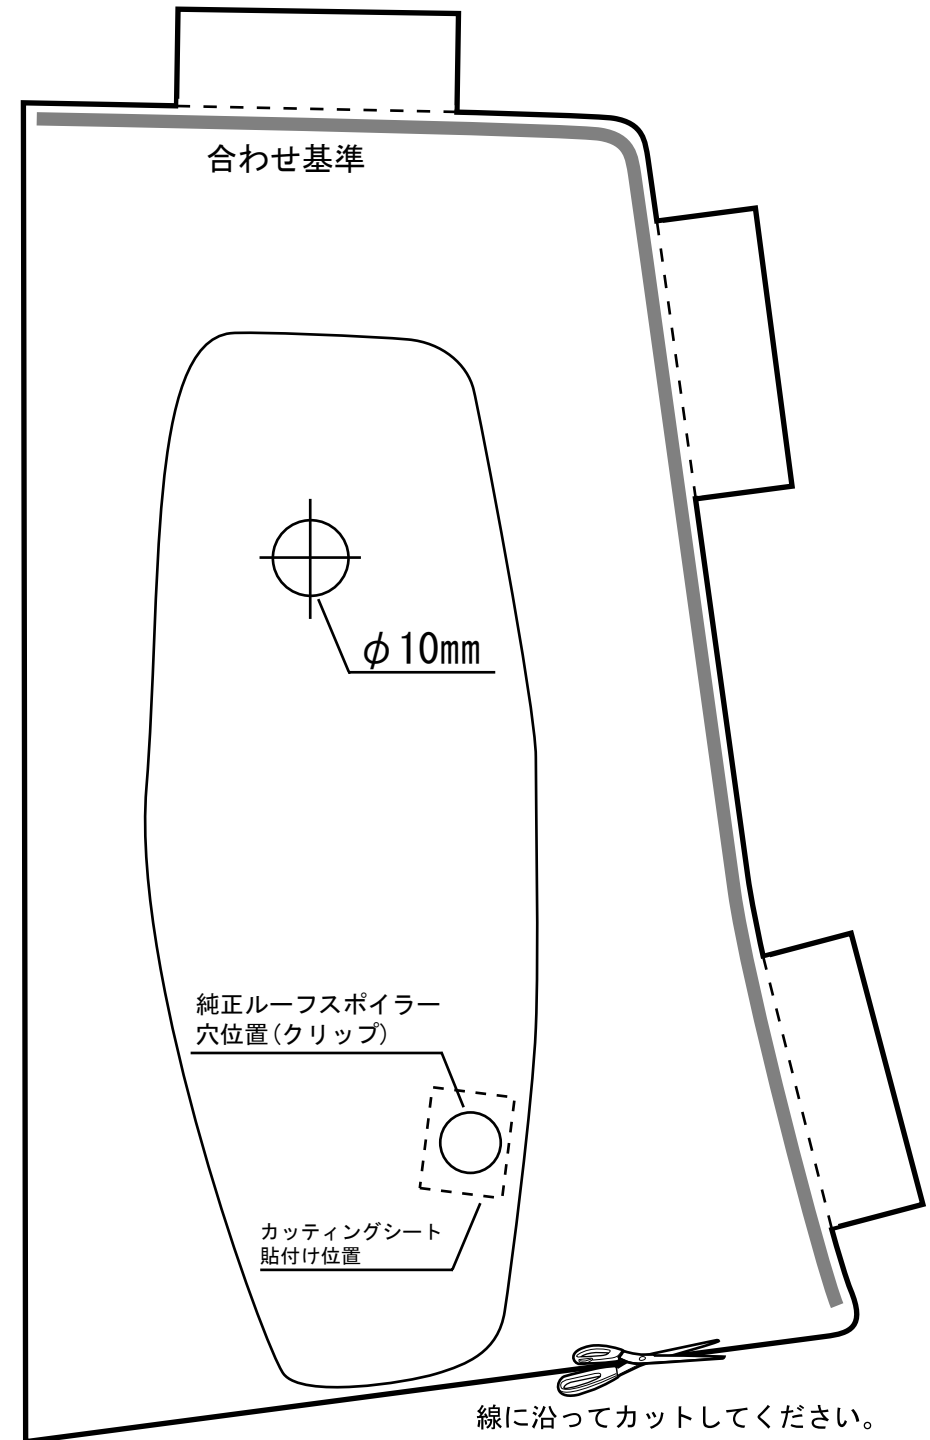 合わせ基準
φ10mm
純正ルーフスポイラー
穴位置(クリップ)
カッティングシート
貼付け位置
線に沿ってカットしてください。